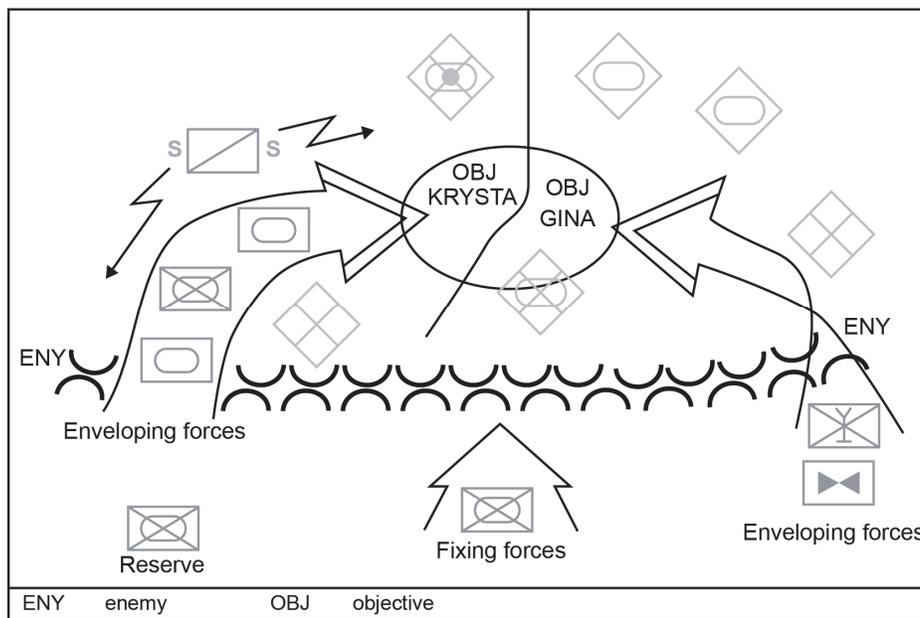 S S
OBJ
KRYSTA
OBJ
GINA
ENY
ENY
Enveloping forces
Enveloping forces
Fixing forces
Reserve
ENY enemy OBJ objective